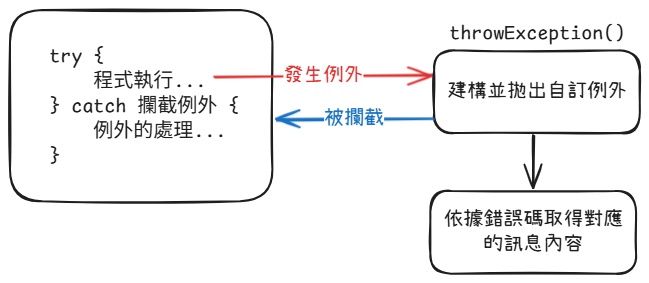 try {
    程式執行...
} catch 攔截例外 {
    例外的處理...
}
發生例外
被攔截
throwException()
建構並拋出自訂例外
依據錯誤碼取得對應
的訊息內容